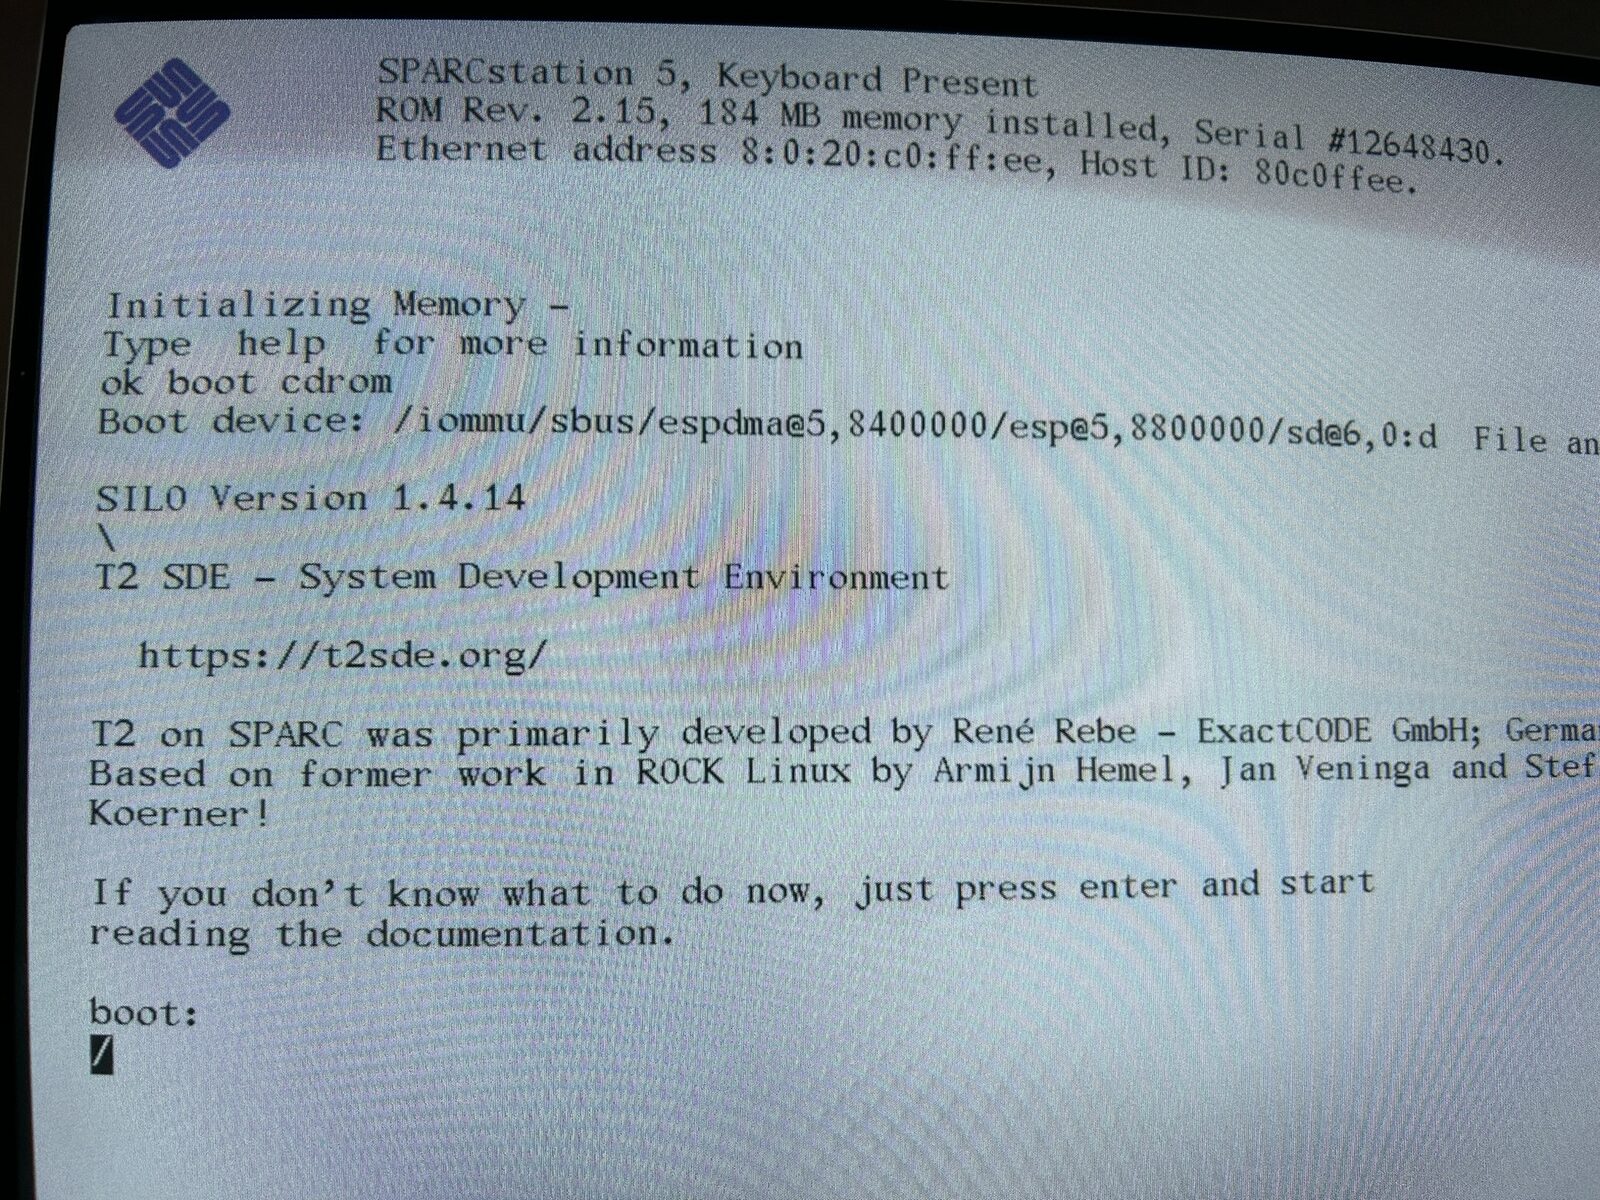 SPARCstation 5, Keyboard Present
ROM Rev. 2.15, 184 MB memory installed, Serial #12648430.
Ethernet address 8:0:20:c0:ff:ee, Host ID: 80c0ffee.
Initializing Memory -
Type help for more information
ok boot cdrom
Boot device: /iommu/sbus/espdma@5,8400000/esp@5,8800000/sd@6,0:d File an
SILO Version 1.4.14
\
T2 SDE - System Development Environment
https://t2sde.org/
T2 on SPARC was primarily developed by René Rebe - ExactCODE GmbH; Germa
Based on former work in ROCK Linux by Armijn Hemel, Jan Veninga and Stef
Koerner!
If you don't know what to do now, just press enter and start
reading the documentation.
boot:
/